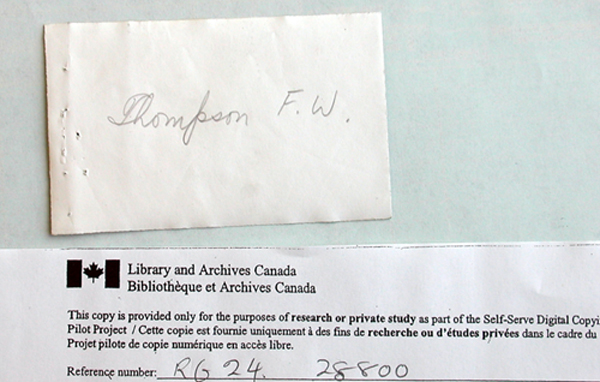 Thompson F. W.
Library and Archives Canada
Bibliothèque et Archives Canada
This copy is provided only for the purposes of research or private study as part of the Self-Serve Digital Copyi
Pilot Project / Cette copie est fournie uniquement à des fins de recherche ou d'études privées dans le cadre du
Projet pilote de copie numérique en accès libre.
Reference number: RG 24. 28800